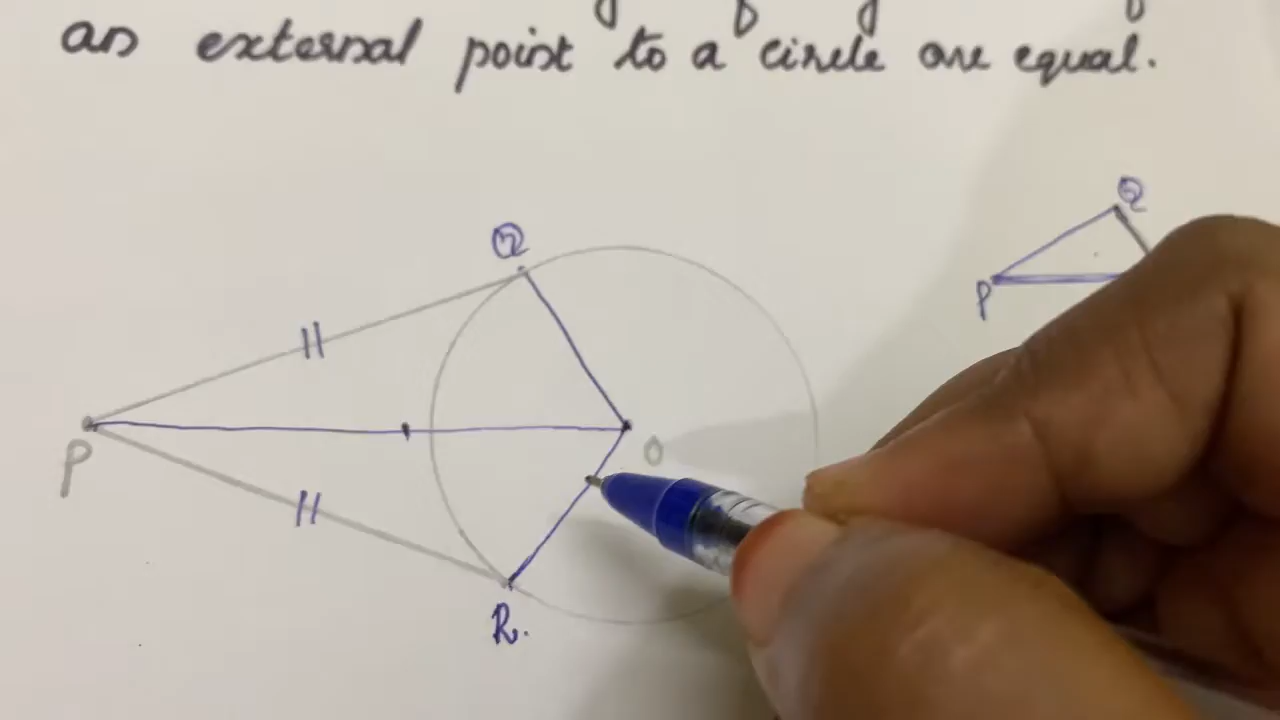 an external point to a circle are equal.
Q
Q
P
P
O
R.